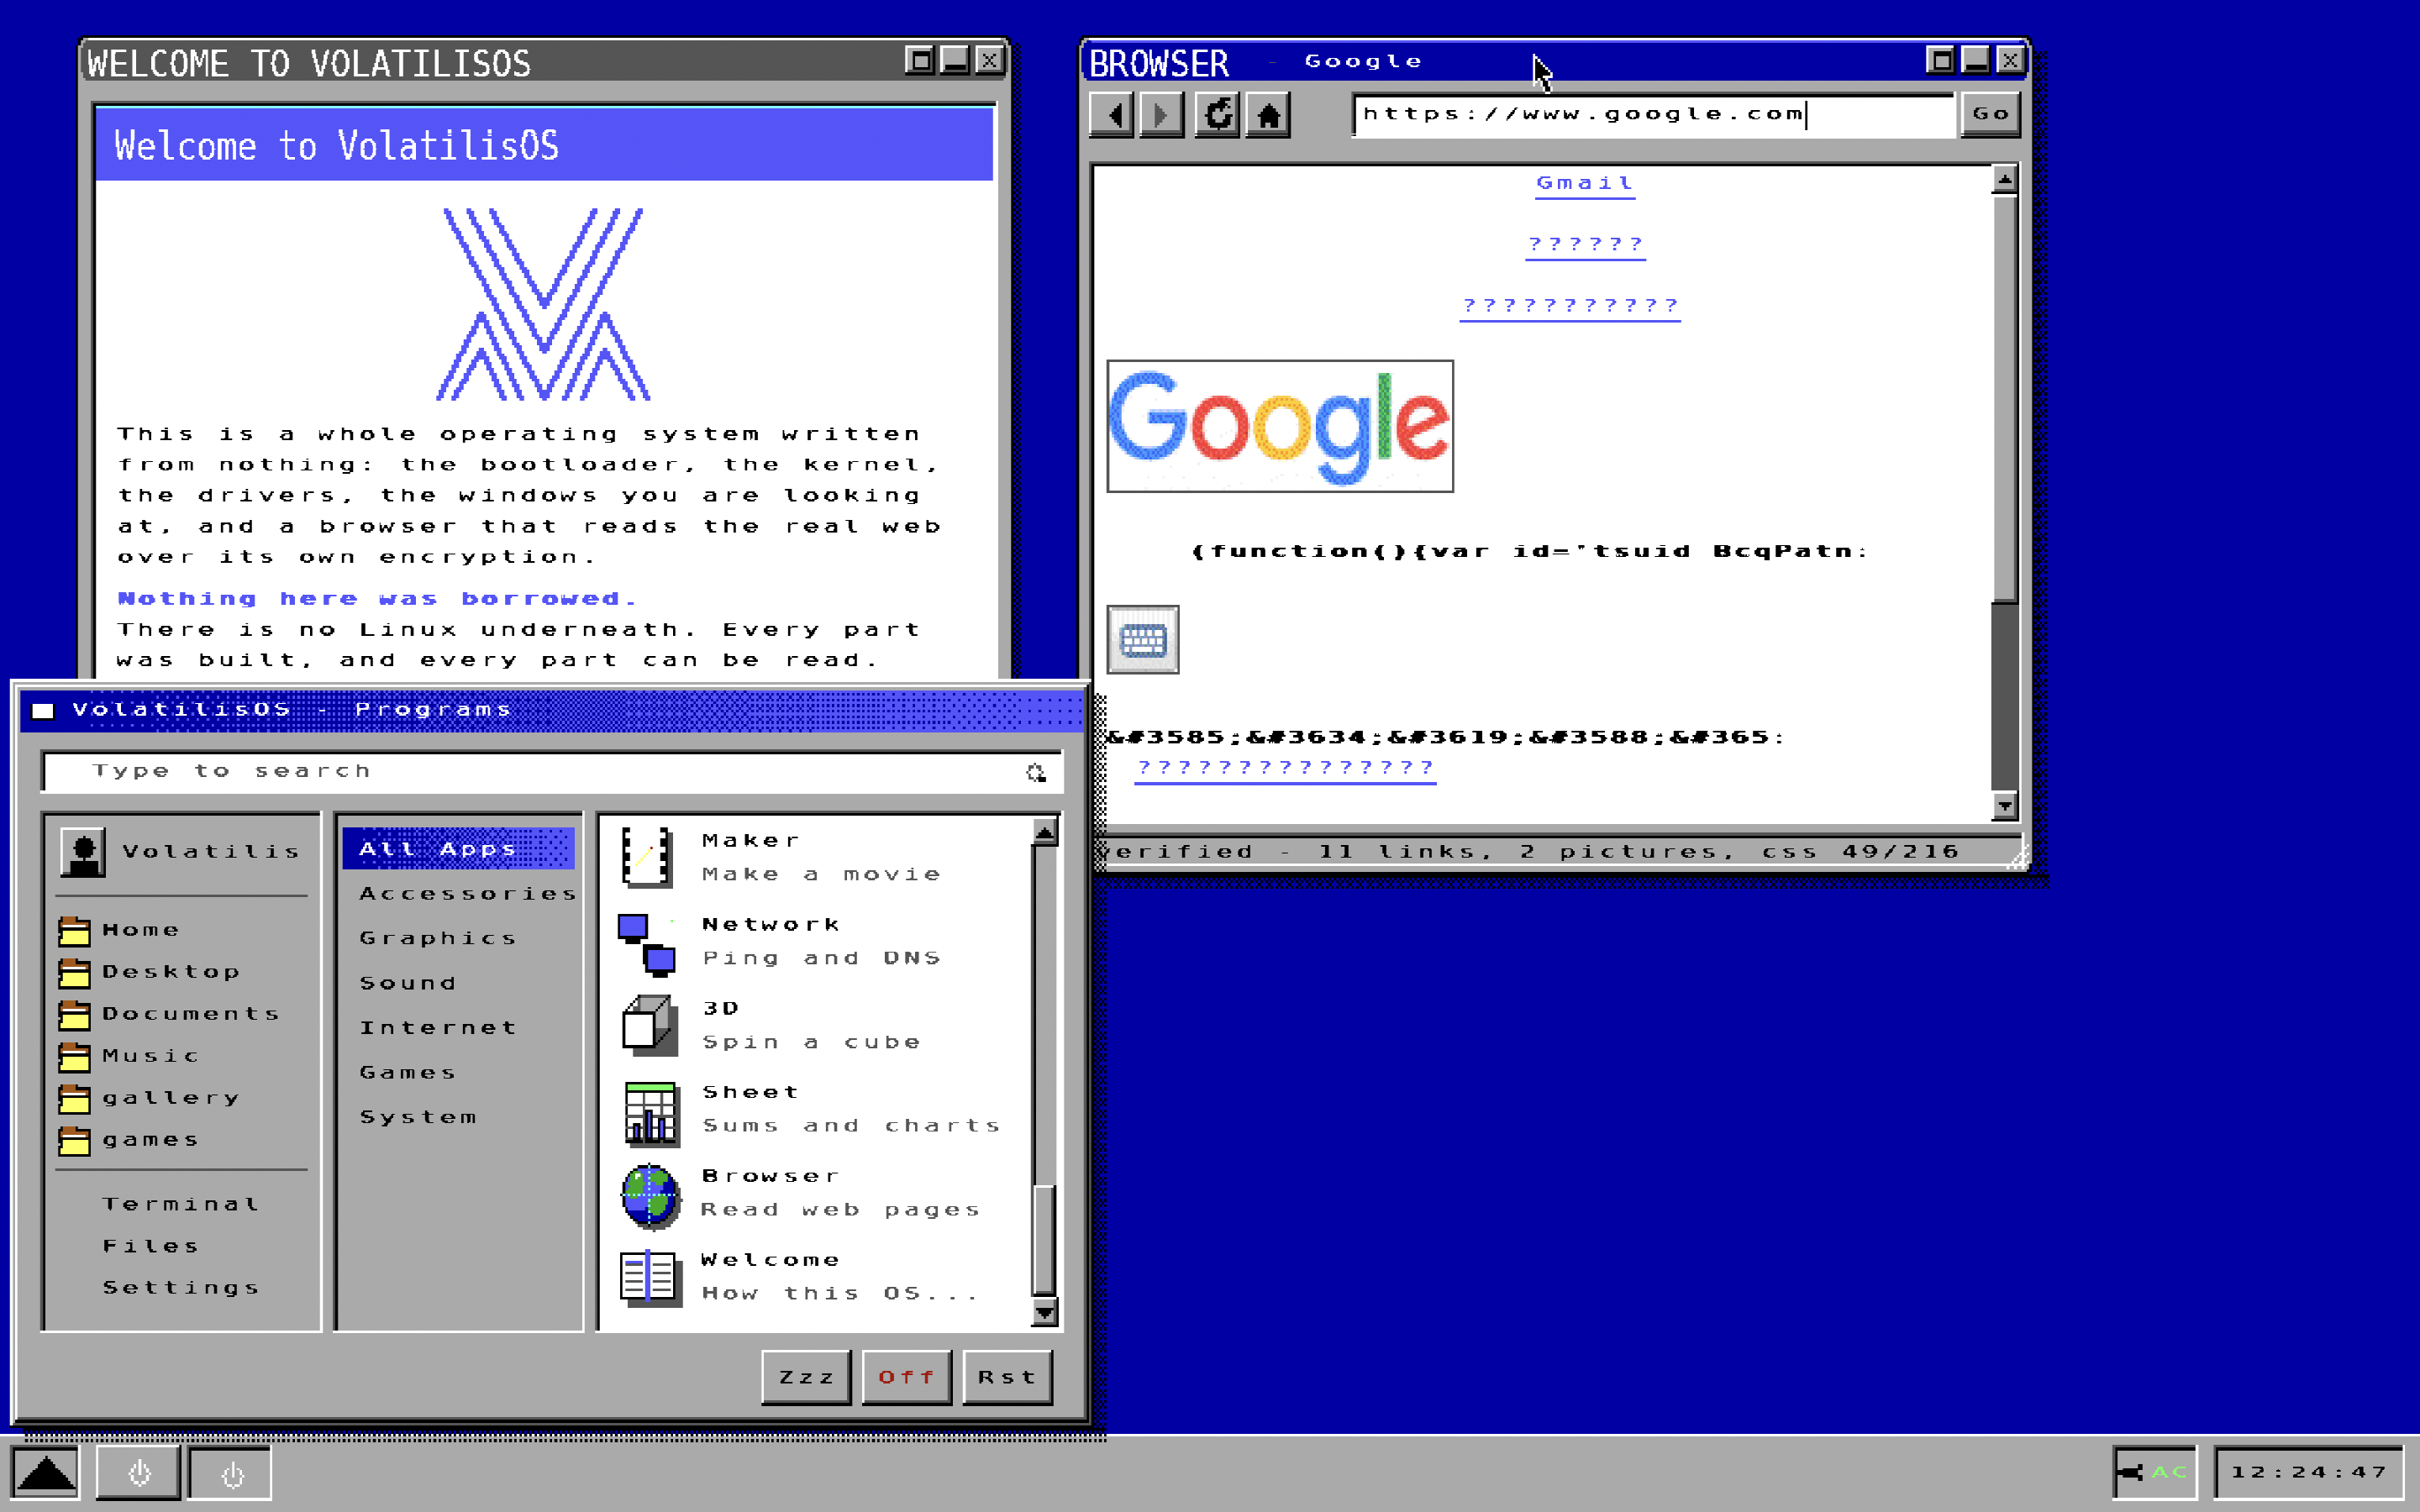 WELCOME TO VOLATILISOS
Welcome to VolatilisOS
This is a whole operating system written
from nothing: the bootloader, the kernel,
the drivers, the windows you are looking
at, and a browser that reads the real web
over its own encryption.
Nothing here was borrowed.
There is no Linux underneath. Every part
was built, and every part can be read.
BROWSER - Google
https://www.google.com
Go
Gmail
??????
???????????
Google
(function(){var id='tsuid BcqPatn:
&#3585;&#3634;&#3619;&#3588;&#365:
???????????????
verified - 11 links, 2 pictures, css 49/216
VolatilisOS - Programs
Type to search
Volatilis
Home
Desktop
Documents
Music
gallery
games
Terminal
Files
Settings
All Apps
Accessories
Graphics
Sound
Internet
Games
System
Maker
Make a movie
Network
Ping and DNS
3D
Spin a cube
Sheet
Sums and charts
Browser
Read web pages
Welcome
How this OS...
Zzz
Off
Rst
AC
12:24:47